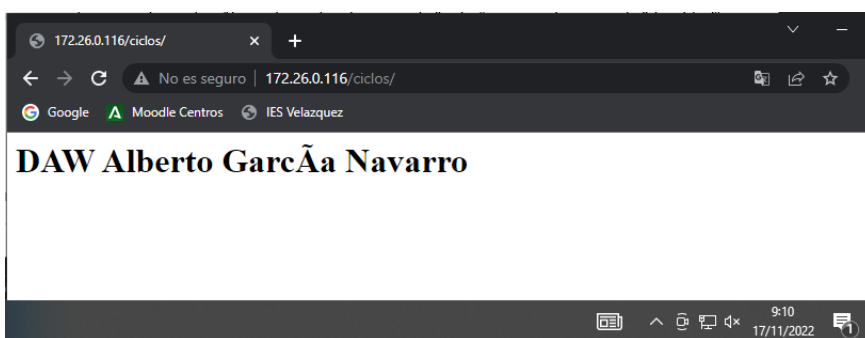 172.26.0.116/ciclos/
No es seguro | 172.26.0.116/ciclos/
Google Moodle Centros IES Velazquez
DAW Alberto GarcÃa Navarro
9:10
17/11/2022
1